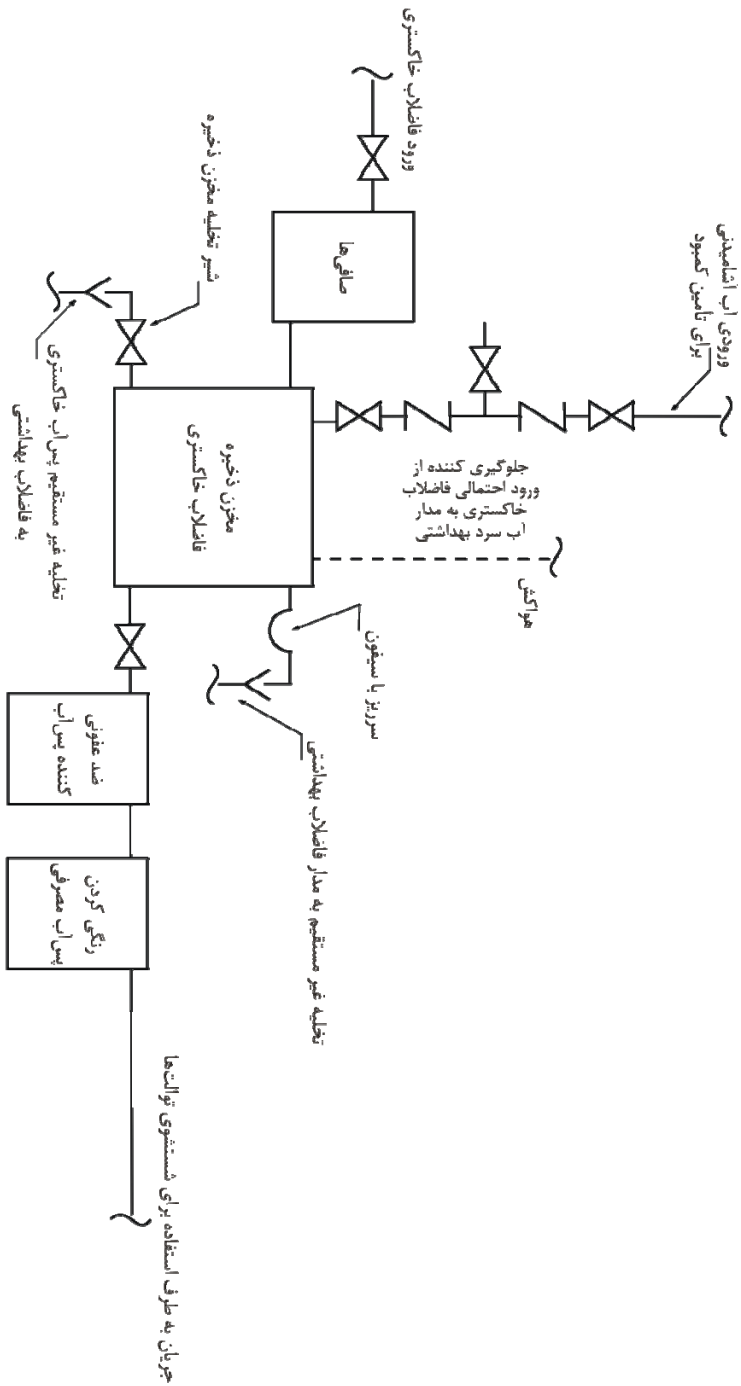 ورود فاضلاب خاکستری
صافی‌ها
ورودی آب آشامیدنی
برای تأمین کمبود
جلوگیری کننده از
ورود احتمالی فاضلاب
خاکستری به مدار
آب سرد بهداشتی
هواکش
شیر تخلیه مخزن ذخیره
تخلیه غیر مستقیم پس‌آب خاکستری
به فاضلاب بهداشتی
مخزن ذخیره
فاضلاب خاکستری
سرریز با سیفون
تخلیه غیر مستقیم به مدار فاضلاب بهداشتی
ضد عفونی
کننده پس‌آب
رنگی کردن
پس‌آب مصرفی
جریان به طرف استفاده برای شستشوی توالت‌ها